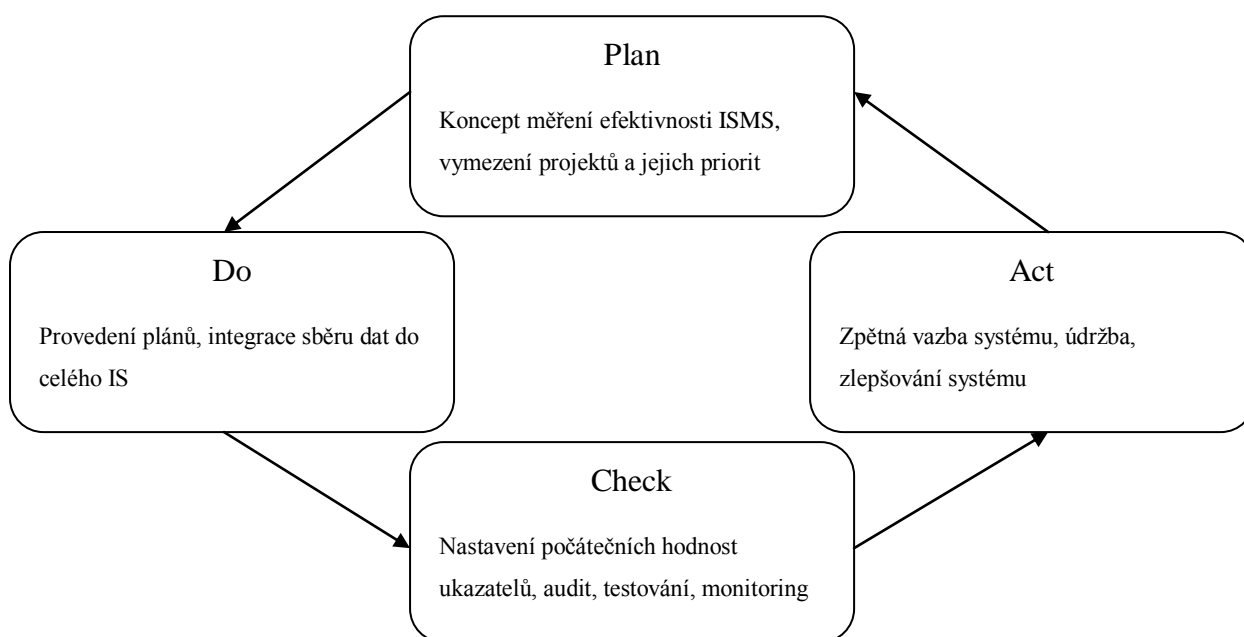 Plan
Koncept měření efektivnosti ISMS,
vymezení projektů a jejich priorit
Do
Provedení plánů, integrace sběru dat do
celého IS
Act
Zpětná vazba systému, údržba,
zlepšování systému
Check
Nastavení počátečních hodnost
ukazatelů, audit, testování, monitoring